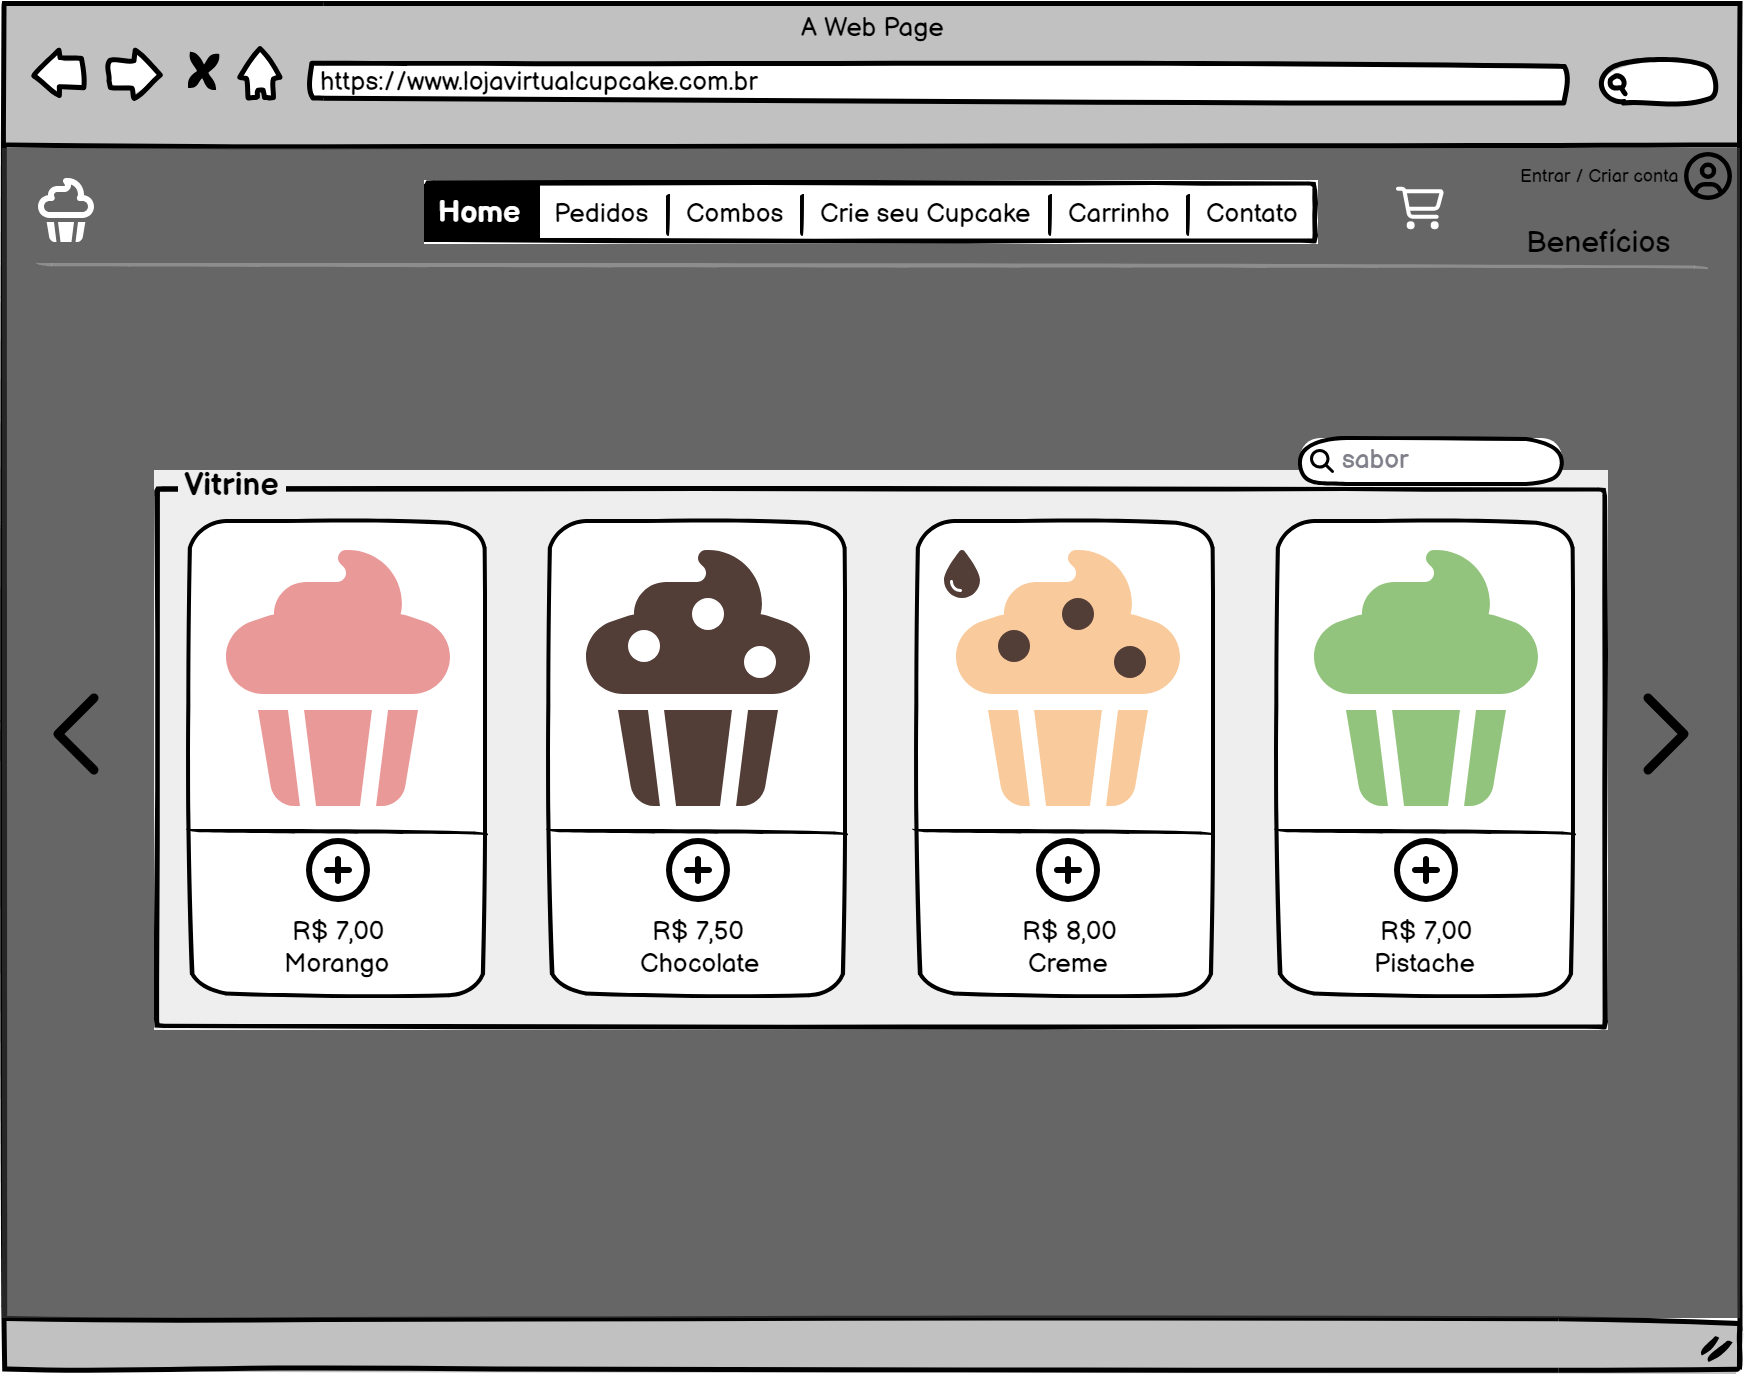 A Web Page
https://www.lojavirtualcupcake.com.br
Entrar / Criar conta
Home Pedidos Combos Crie seu Cupcake Carrinho Contato
Benefícios
sabor
Vitrine
R$ 7,00
Morango
R$ 7,50
Chocolate
R$ 8,00
Creme
R$ 7,00
Pistache